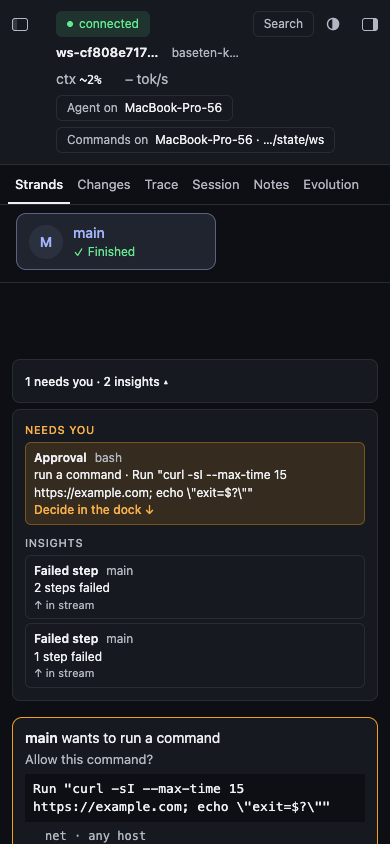 connected
Search
ws-cf808e717... baseten-k...
ctx ~2% – tok/s
Agent on MacBook-Pro-56
Commands on MacBook-Pro-56 · .../state/ws
Strands Changes Trace Session Notes Evolution
M
main
✓ Finished
1 needs you · 2 insights ▴
NEEDS YOU
Approval bash
run a command · Run "curl -sI --max-time 15
https://example.com; echo \"exit=$?\""
Decide in the dock ↓
INSIGHTS
Failed step main
2 steps failed
↑ in stream
Failed step main
1 step failed
↑ in stream
main wants to run a command
Allow this command?
Run "curl -sI --max-time 15
https://example.com; echo \"exit=$?\""
net · any host